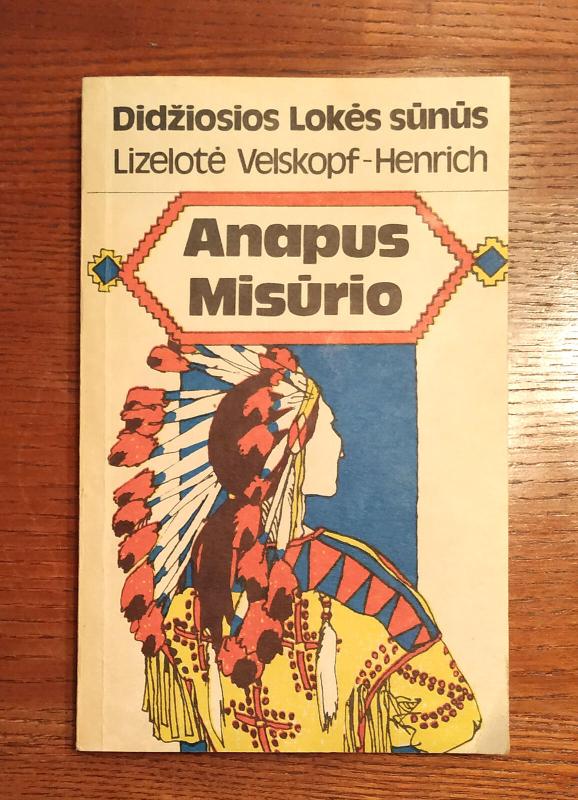 Didžiosios Lokės sūnūs
Lizelotė Velskopf-Henrich
Anapus
Misūrio